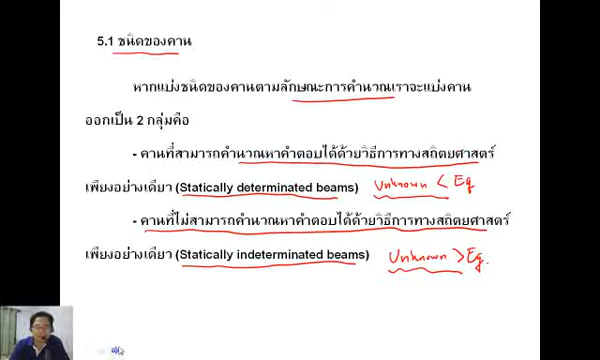 5.1 ชนิดของคาน
หากแบ่งชนิดของคานตามลักษณะการคำนวณเราจะแบ่งคาน
ออกเป็น 2 กลุ่มคือ
- คานที่สามารถคำนวณหาคำตอบได้ด้วยวิธีการทางสถิตยศาสตร์
เพียงอย่างเดียว (Statically determinated beams) Unknown < Eq
- คานที่ไม่สามารถคำนวณหาคำตอบได้ด้วยวิธีการทางสถิตยศาสตร์
เพียงอย่างเดียว (Statically indeterminated beams) Unknown > Eq.